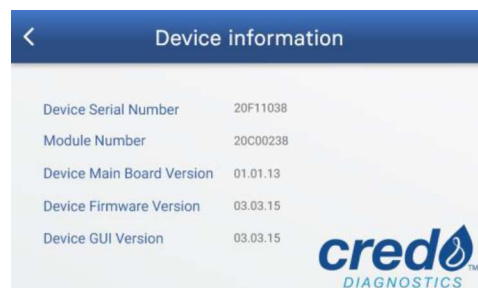 Device information
Device Serial Number 20F11038
Module Number 20C00238
Device Main Board Version 01.01.13
Device Firmware Version 03.03.15
Device GUI Version 03.03.15
credo TM
DIAGNOSTICS